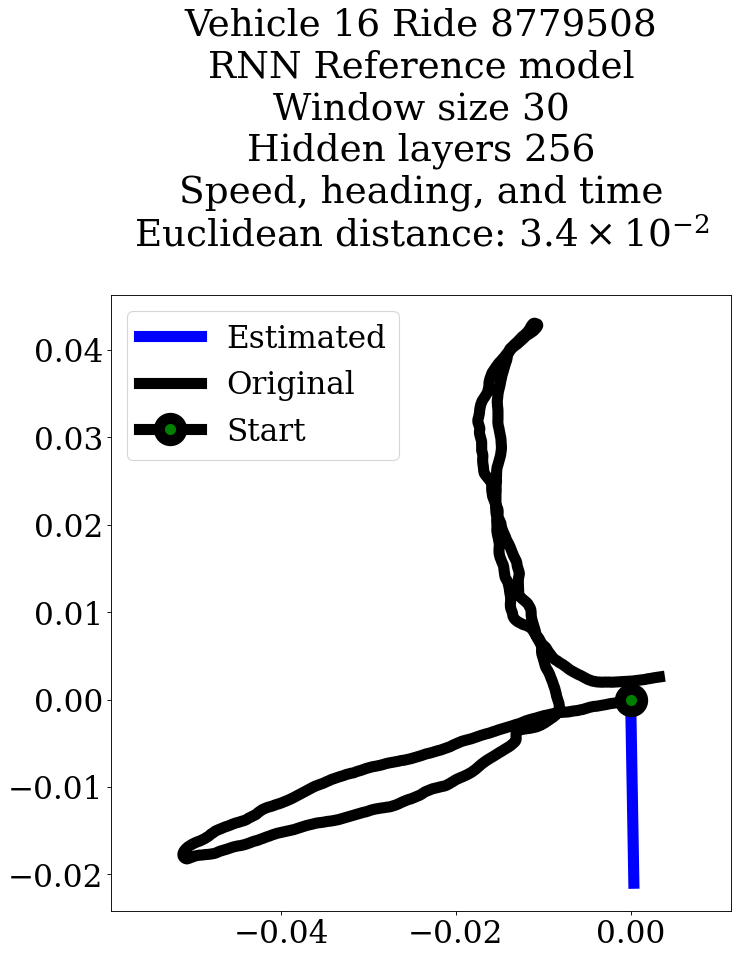 Vehicle 16 Ride 8779508
RNN Reference model
Window size 30
Hidden layers 256
Speed, heading, and time
Euclidean distance: 3.4 × 10⁻²
Estimated
Original
Start
0.04
0.03
0.02
0.01
0.00
−0.01
−0.02
−0.04 −0.02 0.00